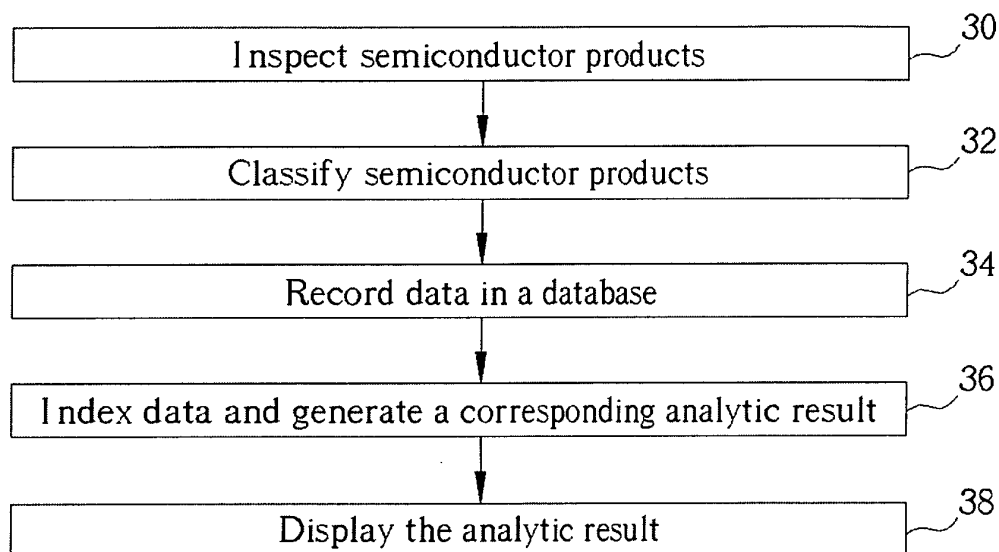 30
Inspect semiconductor products
32
Classify semiconductor products
34
Record data in a database
36
Index data and generate a corresponding analytic result
38
Display the analytic result